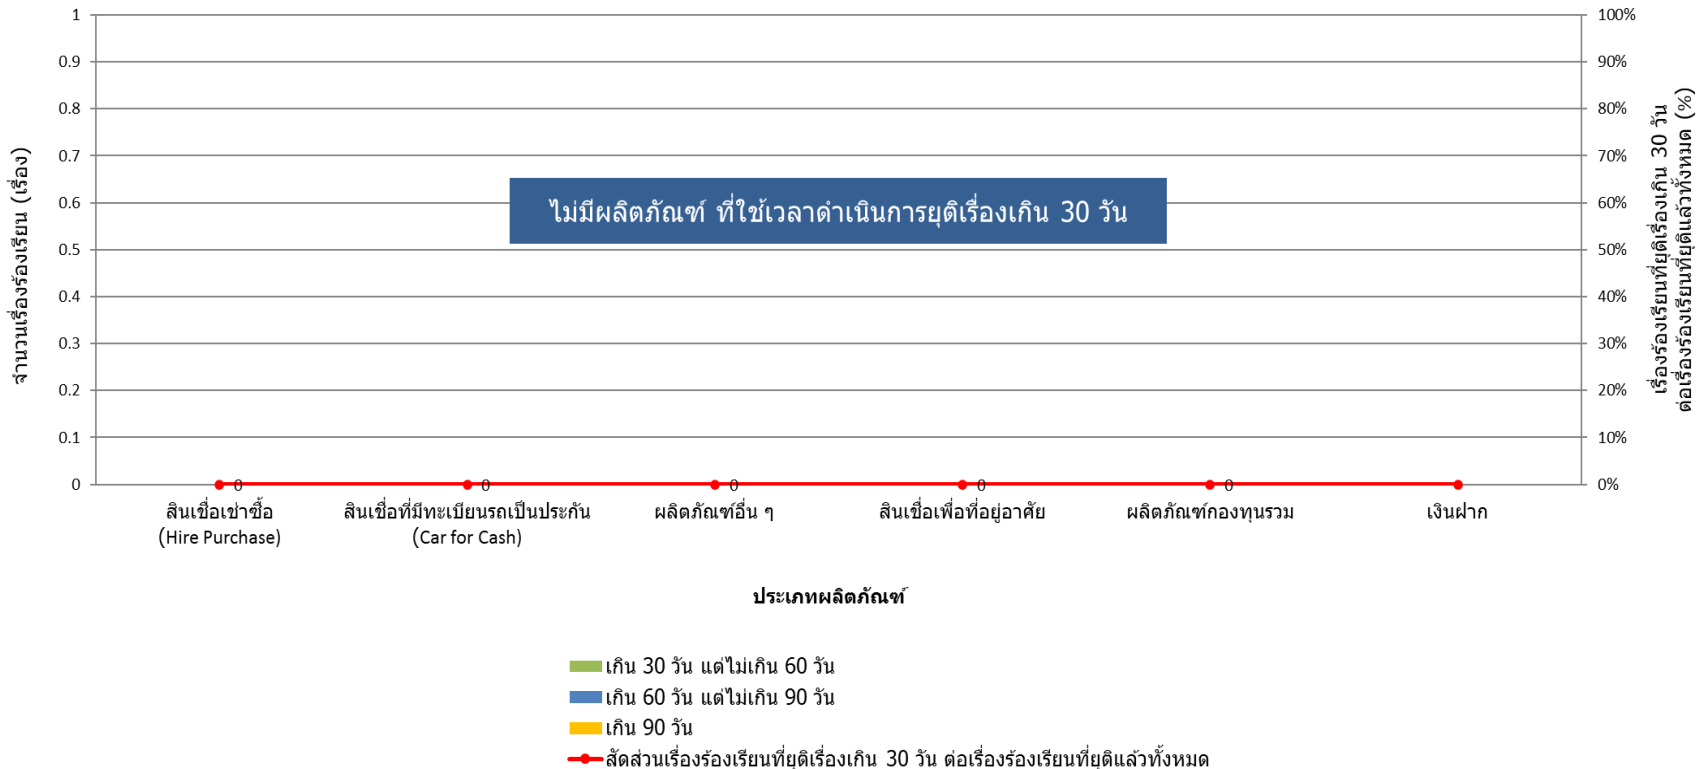 1
0.9
0.8
0.7
0.6
0.5
0.4
0.3
0.2
0.1
0
จำนวนเรื่องร้องเรียน (เรื่อง)
ไม่มีผลิตภัณฑ์ ที่ใช้เวลาดำเนินการยุติเรื่องเกิน 30 วัน
100%
90%
80%
70%
60%
50%
40%
30%
20%
10%
0%
เรื่องร้องเรียนที่ยุติเรื่องเกิน 30 วัน
ต่อเรื่องร้องเรียนที่ยุติแล้วทั้งหมด (%)
0 0 0 0 0
สินเชื่อเช่าซื้อ
(Hire Purchase)
สินเชื่อที่มีทะเบียนรถเป็นประกัน
(Car for Cash)
ผลิตภัณฑ์อื่น ๆ
สินเชื่อเพื่อที่อยู่อาศัย
ผลิตภัณฑ์กองทุนรวม
เงินฝาก
ประเภทผลิตภัณฑ์
เกิน 30 วัน แต่ไม่เกิน 60 วัน
เกิน 60 วัน แต่ไม่เกิน 90 วัน
เกิน 90 วัน
สัดส่วนเรื่องร้องเรียนที่ยุติเรื่องเกิน 30 วัน ต่อเรื่องร้องเรียนที่ยุติแล้วทั้งหมด